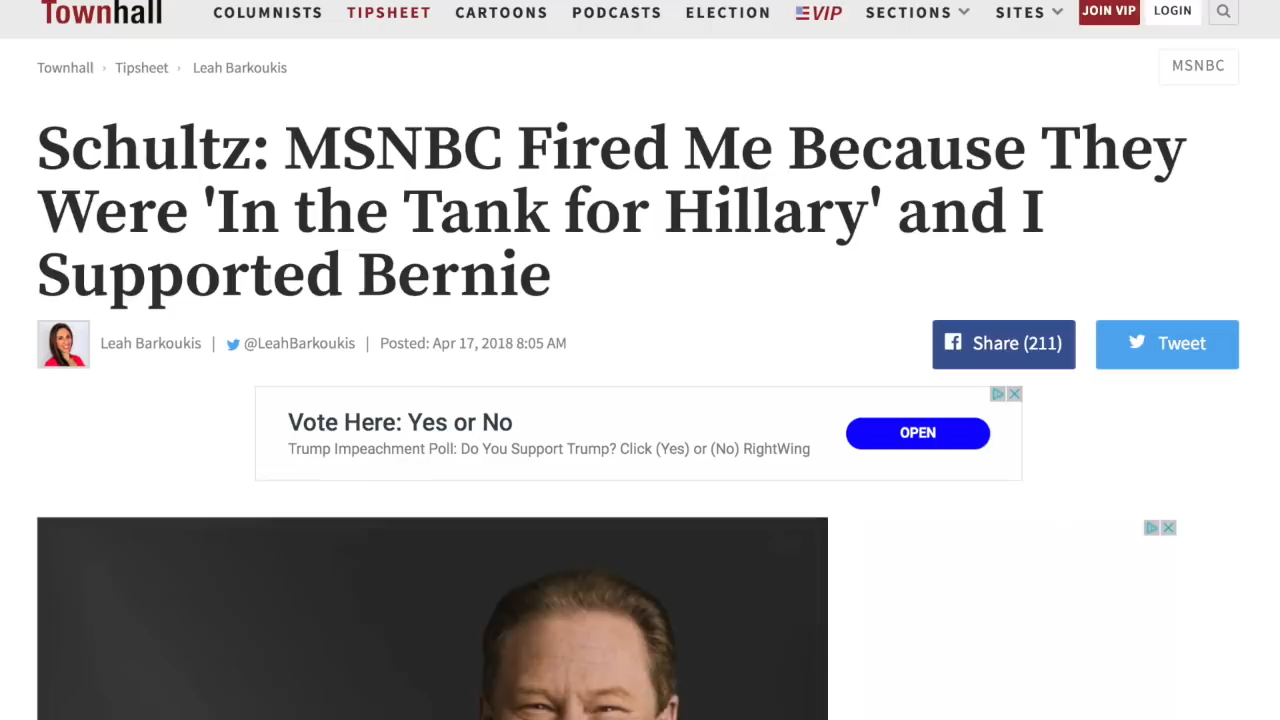 Townhall
COLUMNISTS TIPSHEET CARTOONS PODCASTS ELECTION VIP SECTIONS SITES JOIN VIP LOGIN
Townhall › Tipsheet › Leah Barkoukis
MSNBC
Schultz: MSNBC Fired Me Because They
Were 'In the Tank for Hillary' and I
Supported Bernie
Leah Barkoukis | @LeahBarkoukis | Posted: Apr 17, 2018 8:05 AM
Share (211) Tweet
Vote Here: Yes or No
Trump Impeachment Poll: Do You Support Trump? Click (Yes) or (No) RightWing
OPEN